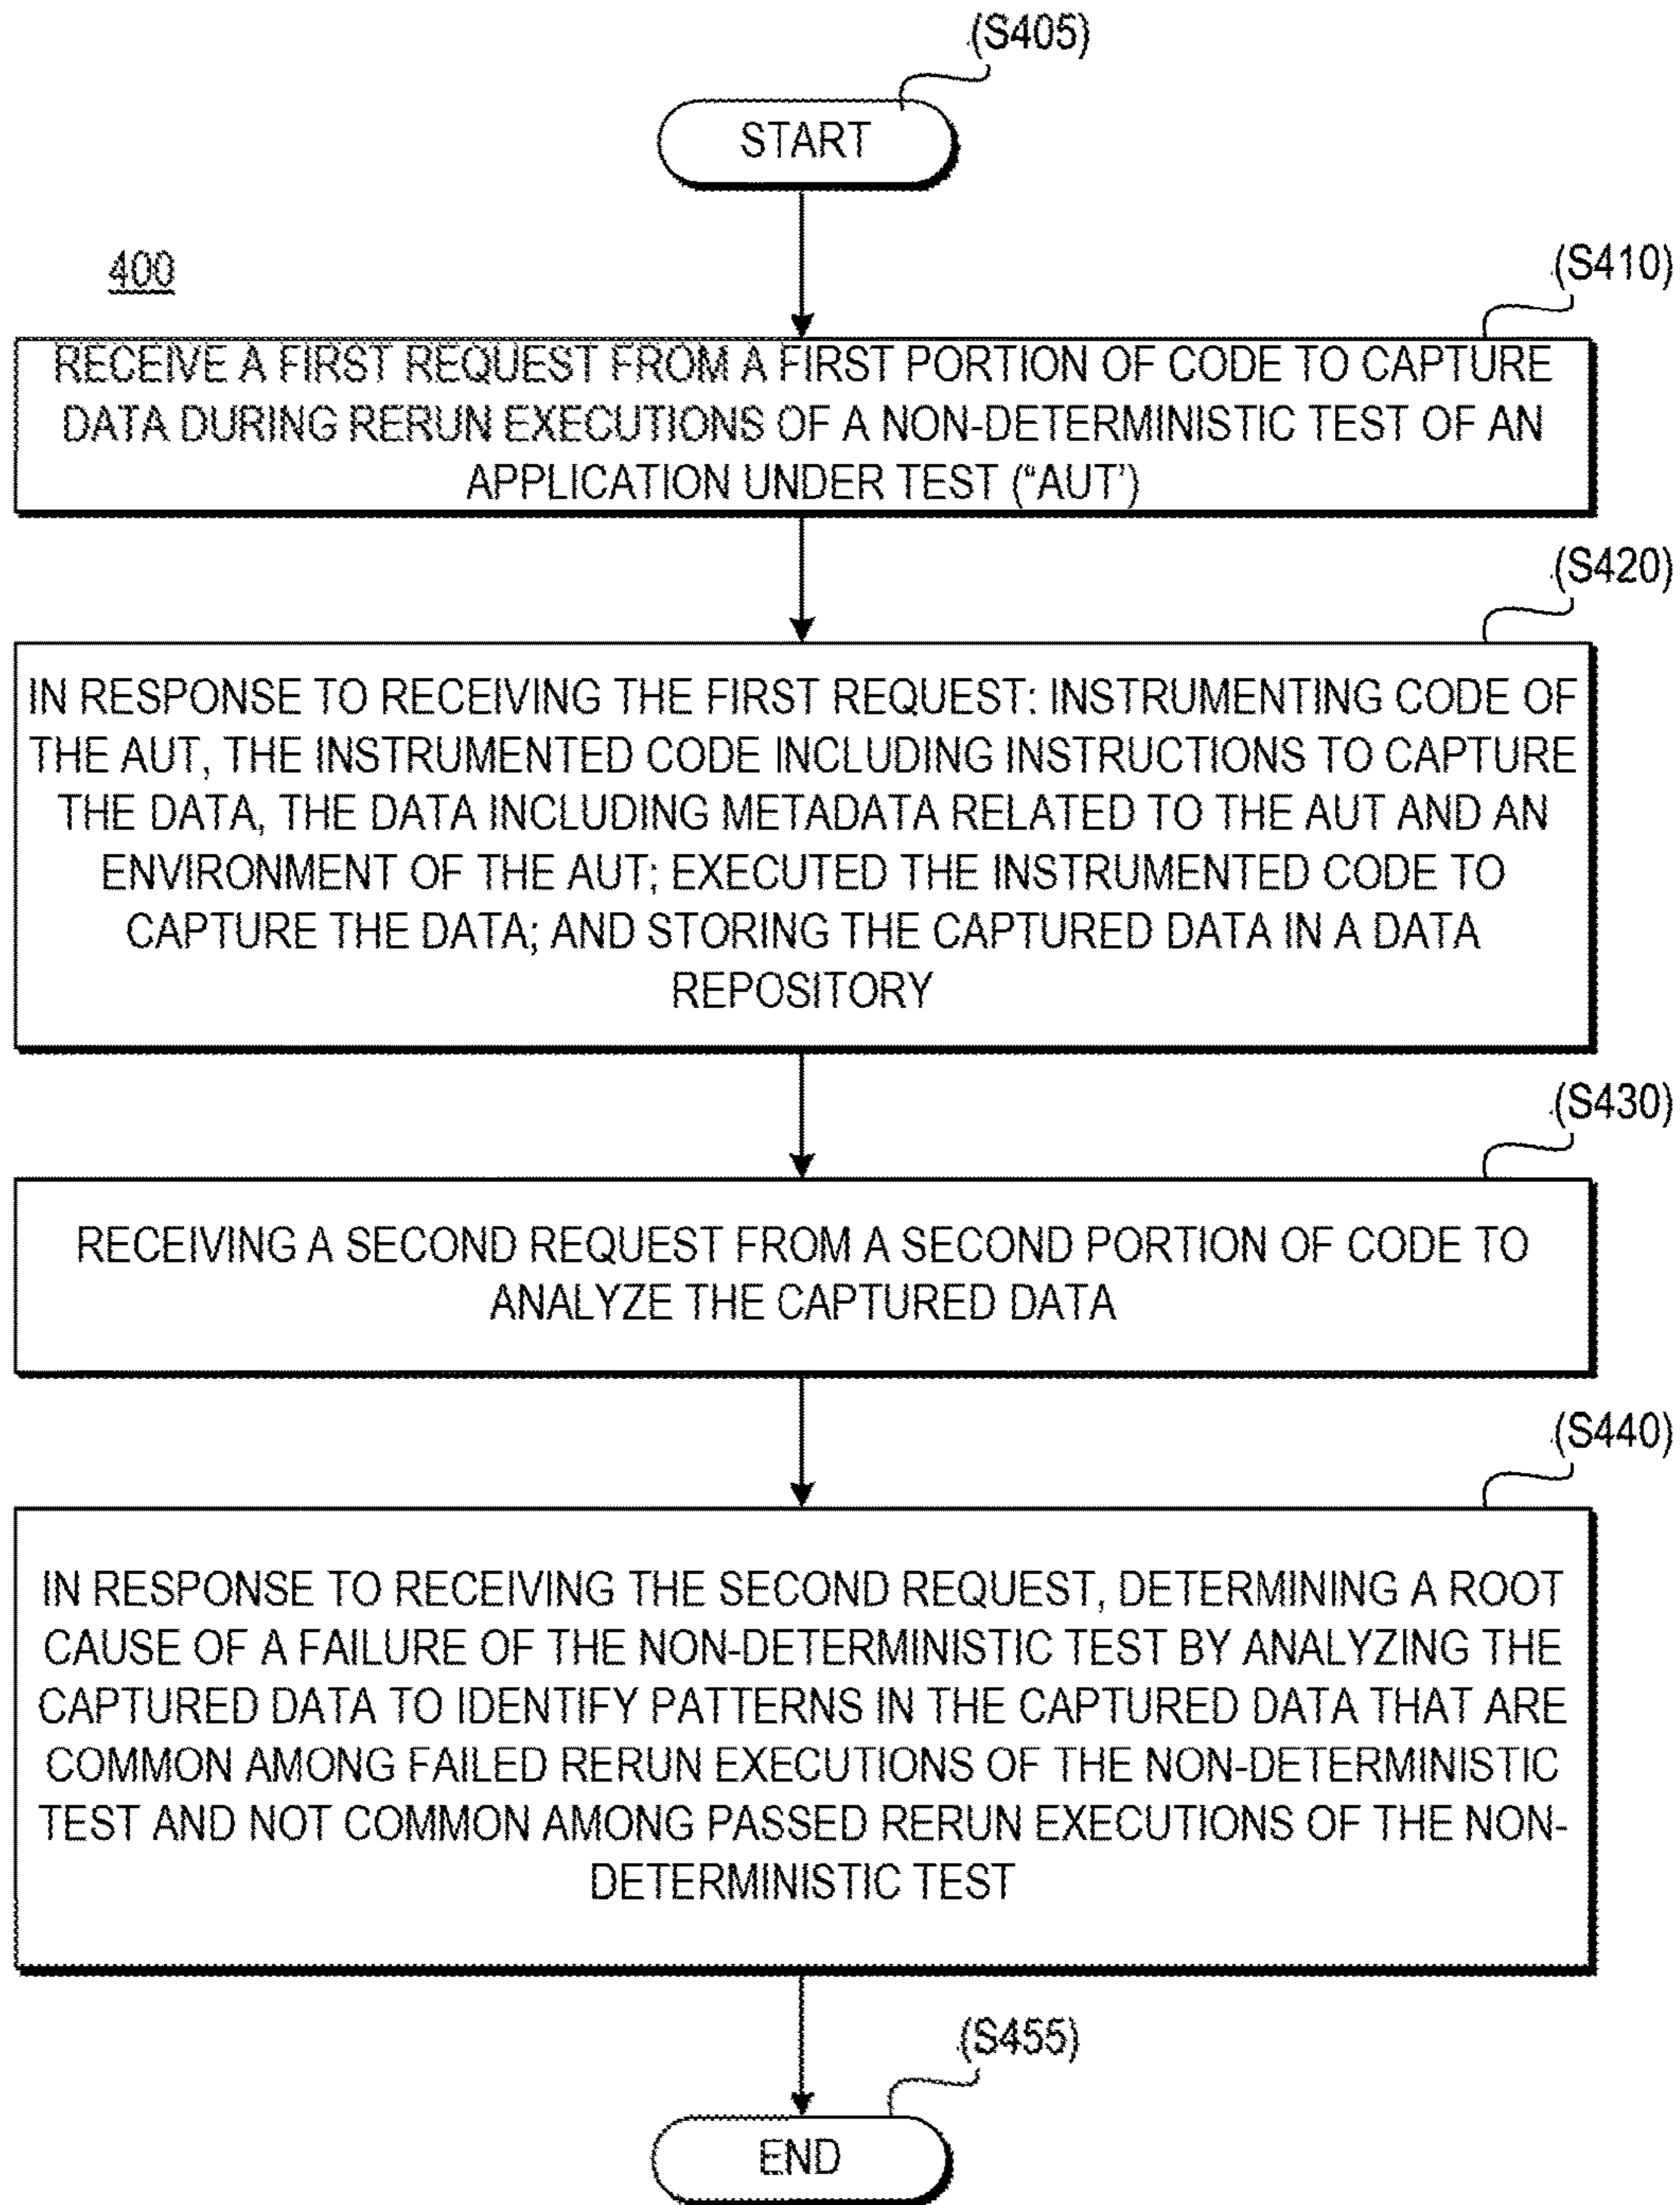 (S405)
START
400
(S410)
RECEIVE A FIRST REQUEST FROM A FIRST PORTION OF CODE TO CAPTURE
DATA DURING RERUN EXECUTIONS OF A NON-DETERMINISTIC TEST OF AN
APPLICATION UNDER TEST ("AUT')
(S420)
IN RESPONSE TO RECEIVING THE FIRST REQUEST: INSTRUMENTING CODE OF
THE AUT, THE INSTRUMENTED CODE INCLUDING INSTRUCTIONS TO CAPTURE
THE DATA, THE DATA INCLUDING METADATA RELATED TO THE AUT AND AN
ENVIRONMENT OF THE AUT; EXECUTED THE INSTRUMENTED CODE TO
CAPTURE THE DATA; AND STORING THE CAPTURED DATA IN A DATA
REPOSITORY
(S430)
RECEIVING A SECOND REQUEST FROM A SECOND PORTION OF CODE TO
ANALYZE THE CAPTURED DATA
(S440)
IN RESPONSE TO RECEIVING THE SECOND REQUEST, DETERMINING A ROOT
CAUSE OF A FAILURE OF THE NON-DETERMINISTIC TEST BY ANALYZING THE
CAPTURED DATA TO IDENTIFY PATTERNS IN THE CAPTURED DATA THAT ARE
COMMON AMONG FAILED RERUN EXECUTIONS OF THE NON-DETERMINISTIC
TEST AND NOT COMMON AMONG PASSED RERUN EXECUTIONS OF THE NON-
DETERMINISTIC TEST
(S455)
END